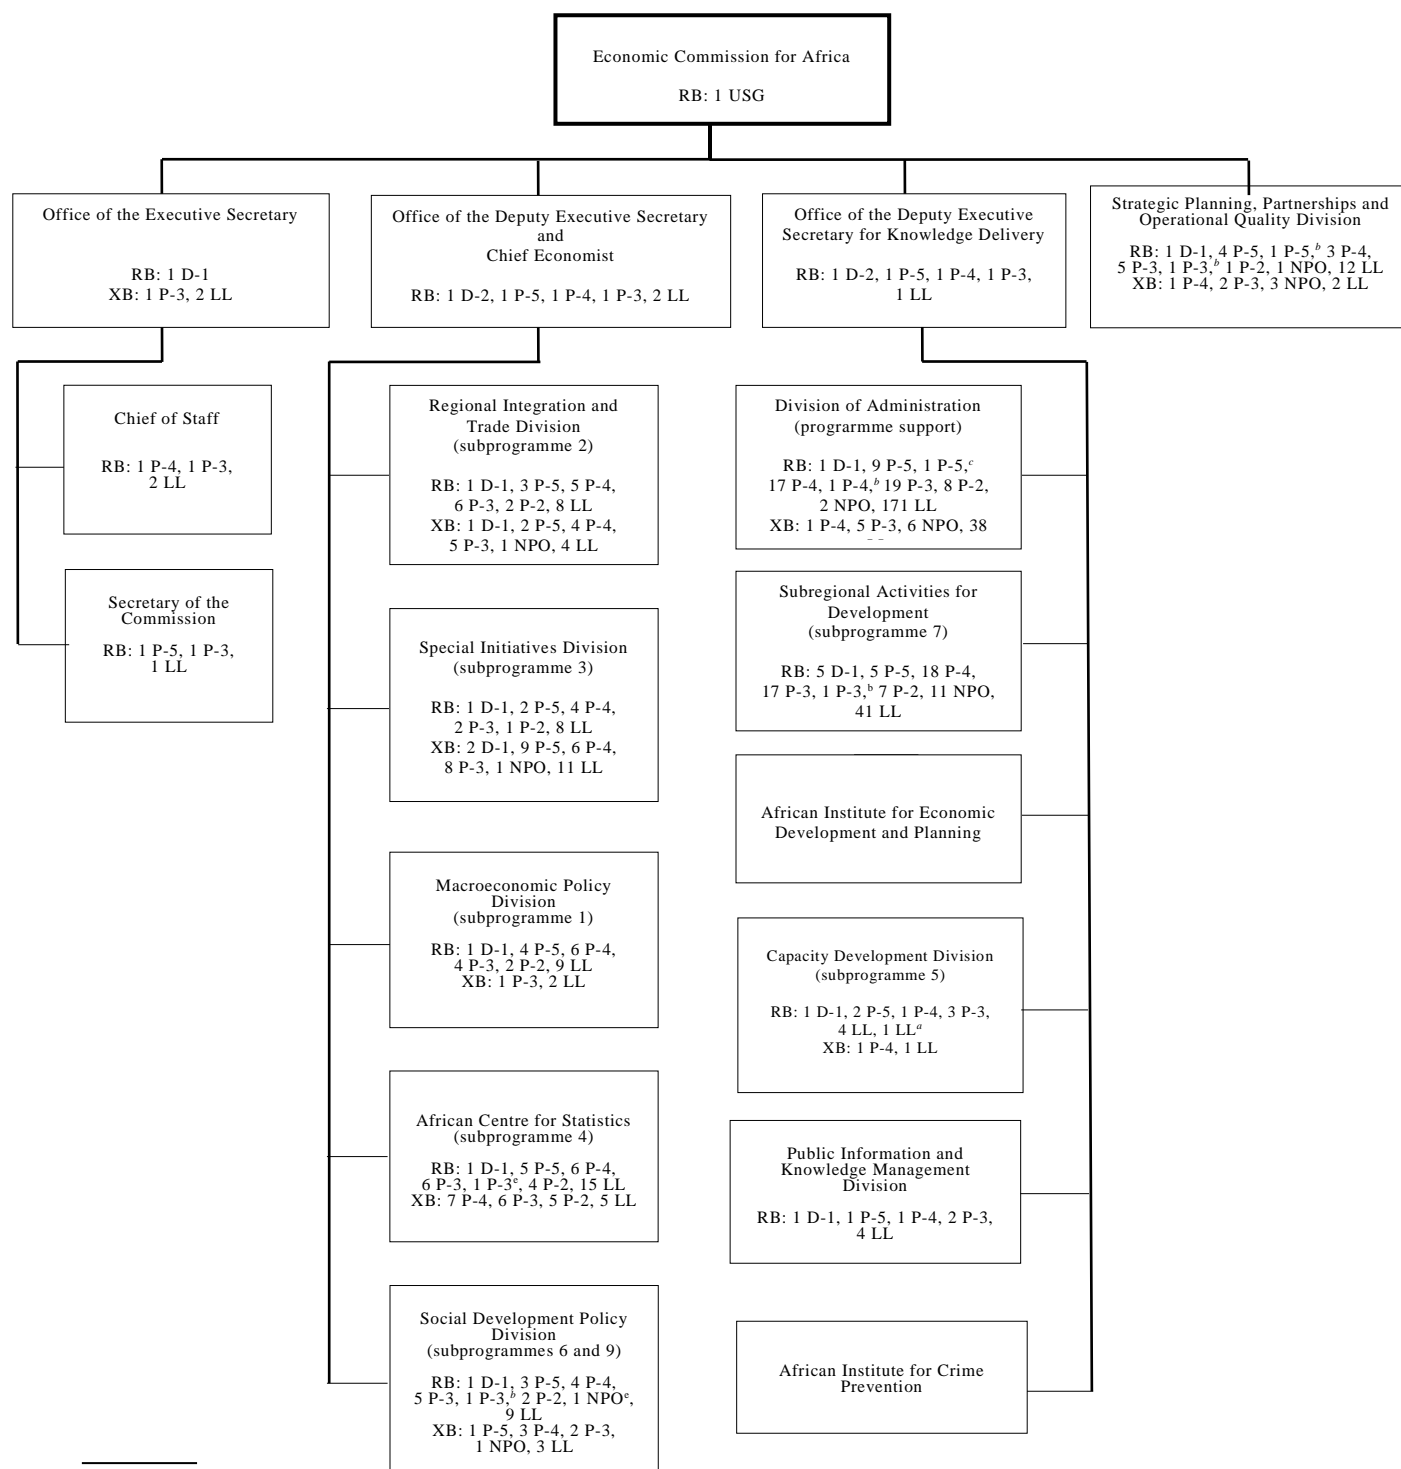 Economic Commission for Africa
RB: 1 USG
Office of the Executive Secretary
RB: 1 D-1
XB: 1 P-3, 2 LL
Office of the Deputy Executive Secretary
and
Chief Economist
RB: 1 D-2, 1 P-5, 1 P-4, 1 P-3, 2 LL
Office of the Deputy Executive
Secretary for Knowledge Delivery
RB: 1 D-2, 1 P-5, 1 P-4, 1 P-3,
1 LL
Strategic Planning, Partnerships and
Operational Quality Division
RB: 1 D-1, 4 P-5, 1 P-5,ᵇ 3 P-4,
5 P-3, 1 P-3,ᵇ 1 P-2, 1 NPO, 12 LL
XB: 1 P-4, 2 P-3, 3 NPO, 2 LL
Chief of Staff
RB: 1 P-4, 1 P-3,
2 LL
Secretary of the
Commission
RB: 1 P-5, 1 P-3,
1 LL
Regional Integration and
Trade Division
(subprogramme 2)
RB: 1 D-1, 3 P-5, 5 P-4,
6 P-3, 2 P-2, 8 LL
XB: 1 D-1, 2 P-5, 4 P-4,
5 P-3, 1 NPO, 4 LL
Special Initiatives Division
(subprogramme 3)
RB: 1 D-1, 2 P-5, 4 P-4,
2 P-3, 1 P-2, 8 LL
XB: 2 D-1, 9 P-5, 6 P-4,
8 P-3, 1 NPO, 11 LL
Macroeconomic Policy
Division
(subprogramme 1)
RB: 1 D-1, 4 P-5, 6 P-4,
4 P-3, 2 P-2, 9 LL
XB: 1 P-3, 2 LL
African Centre for Statistics
(subprogramme 4)
RB: 1 D-1, 5 P-5, 6 P-4,
6 P-3, 1 P-3ᵉ, 4 P-2, 15 LL
XB: 7 P-4, 6 P-3, 5 P-2, 5 LL
Social Development Policy
Division
(subprogrammes 6 and 9)
RB: 1 D-1, 3 P-5, 4 P-4,
5 P-3, 1 P-3,ᵇ 2 P-2, 1 NPOᵉ,
9 LL
XB: 1 P-5, 3 P-4, 2 P-3,
1 NPO, 3 LL
Division of Administration
(programme support)
RB: 1 D-1, 9 P-5, 1 P-5,ᶜ
17 P-4, 1 P-4,ᵇ 19 P-3, 8 P-2,
2 NPO, 171 LL
XB: 1 P-4, 5 P-3, 6 NPO, 38
Subregional Activities for
Development
(subprogramme 7)
RB: 5 D-1, 5 P-5, 18 P-4,
17 P-3, 1 P-3,ᵇ 7 P-2, 11 NPO,
41 LL
African Institute for Economic
Development and Planning
Capacity Development Division
(subprogramme 5)
RB: 1 D-1, 2 P-5, 1 P-4, 3 P-3,
4 LL, 1 LLᵃ
XB: 1 P-4, 1 LL
Public Information and
Knowledge Management
Division
RB: 1 D-1, 1 P-5, 1 P-4, 2 P-3,
4 LL
African Institute for Crime
Prevention